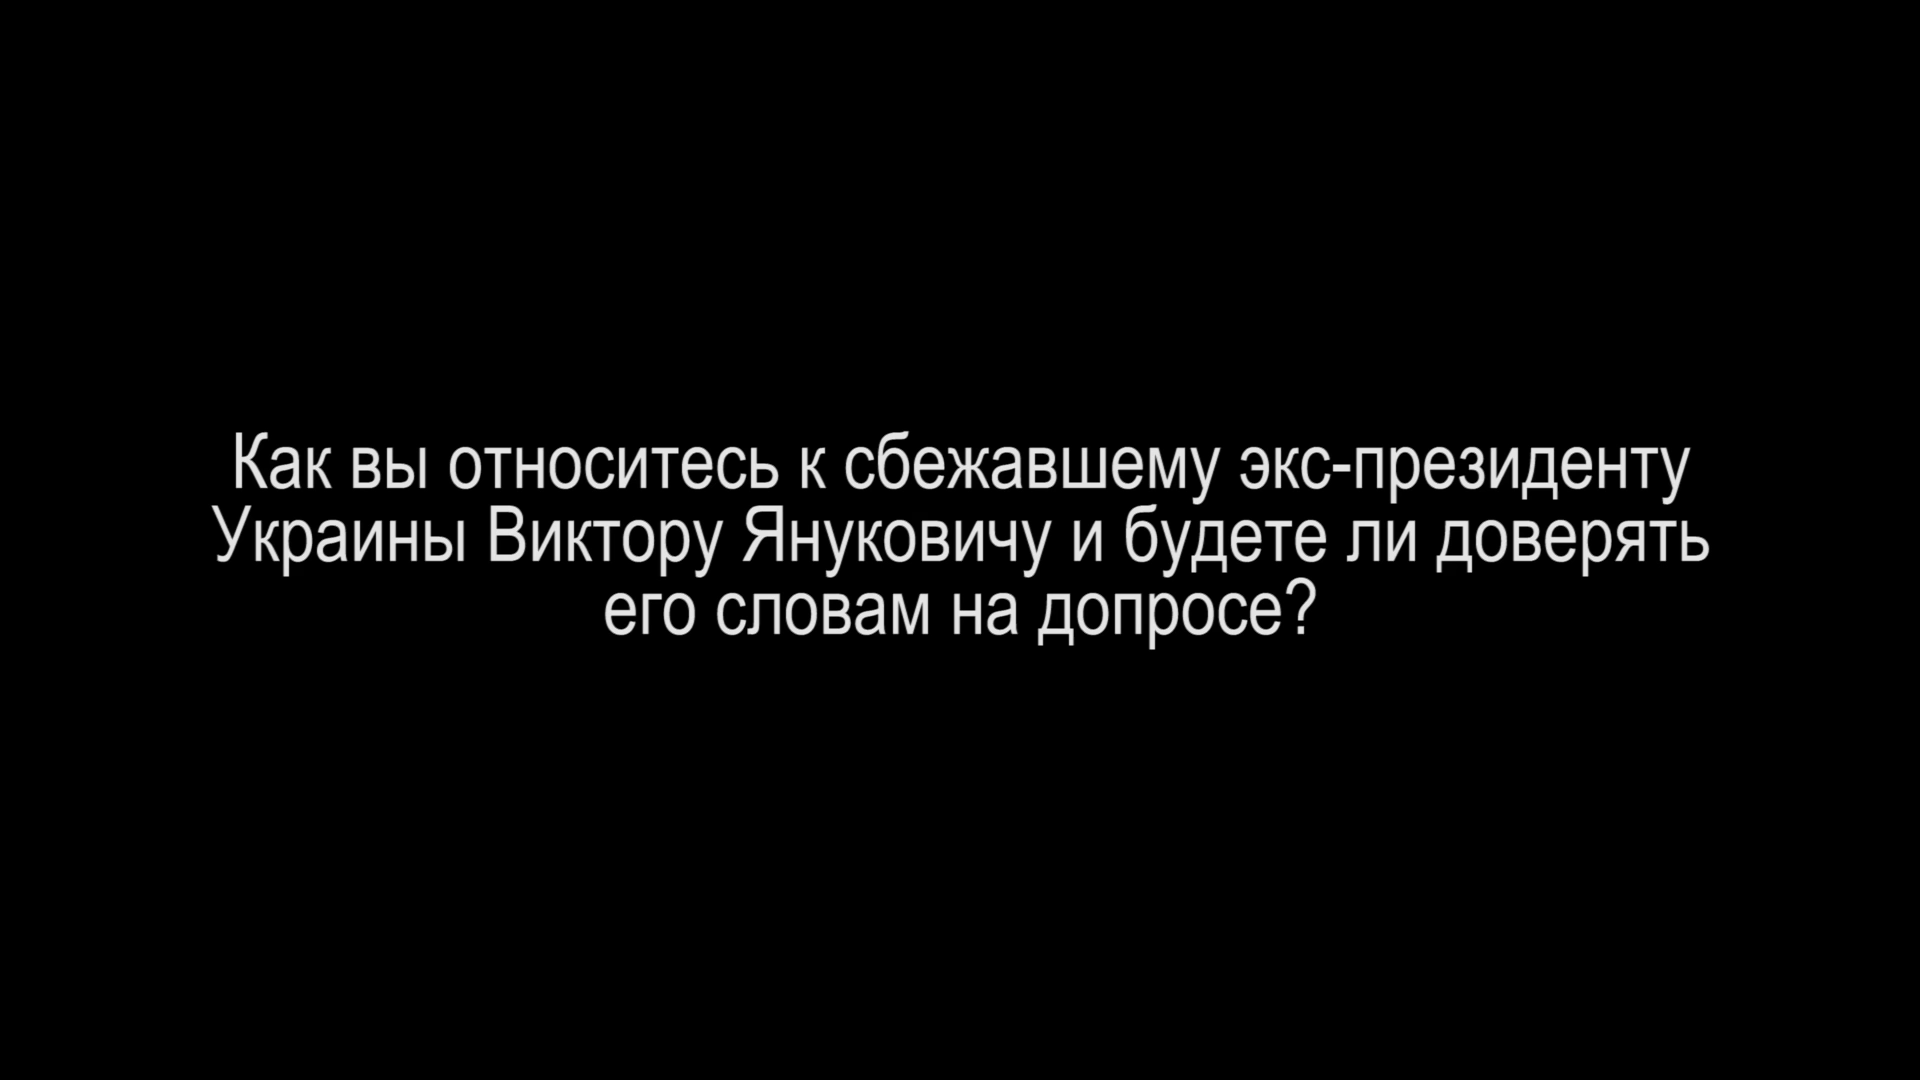 Как вы относитесь к сбежавшему экс-президенту
Украины Виктору Януковичу и будете ли доверять
его словам на допросе?